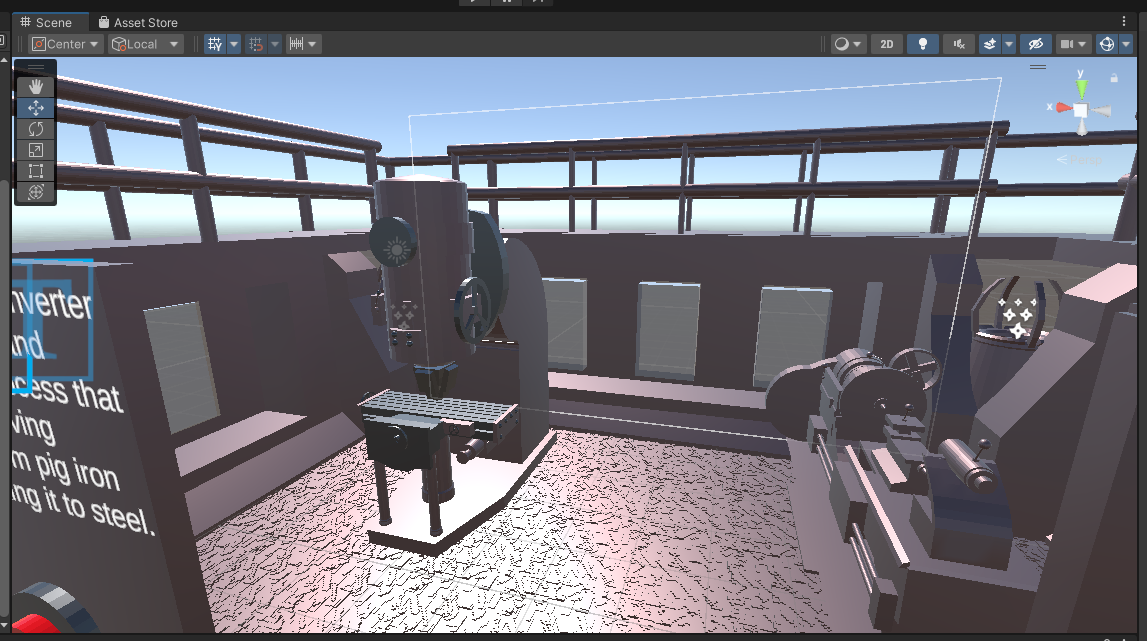 Scene
Asset Store
Center
Local
2D
y
x
nverter
nd
cess that
ving
m pig iron
ng it to steel.